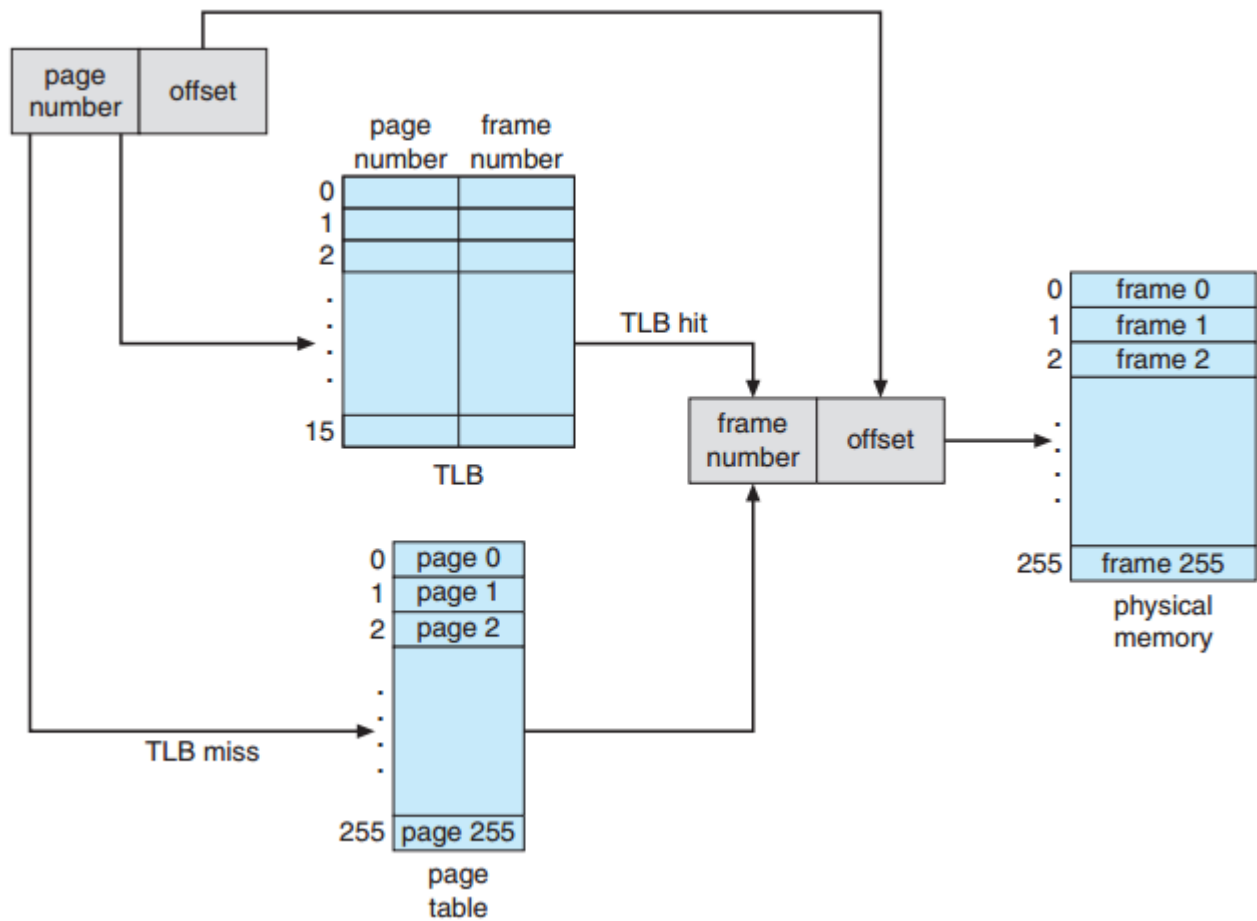 page
number
offset
page
number
frame
number
0
1
2
.
.
.
.
15
TLB
TLB hit
frame
number
offset
0
frame 0
1
frame 1
2
frame 2
.
.
.
.
255
frame 255
physical
memory
0
page 0
1
page 1
2
page 2
.
.
.
.
TLB miss
255
page 255
page
table